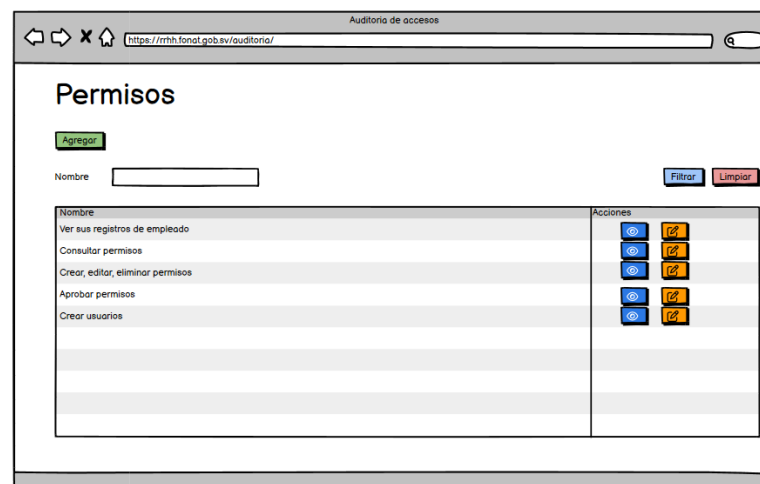 Auditoria de accesos
https://rrhh.fonat.gob.sv/auditoria/
Permisos
Agregar
Nombre Filtrar Limpiar
Nombre Acciones
Ver sus registros de empleado
Consultar permisos
Crear, editar, eliminar permisos
Aprobar permisos
Crear usuarios